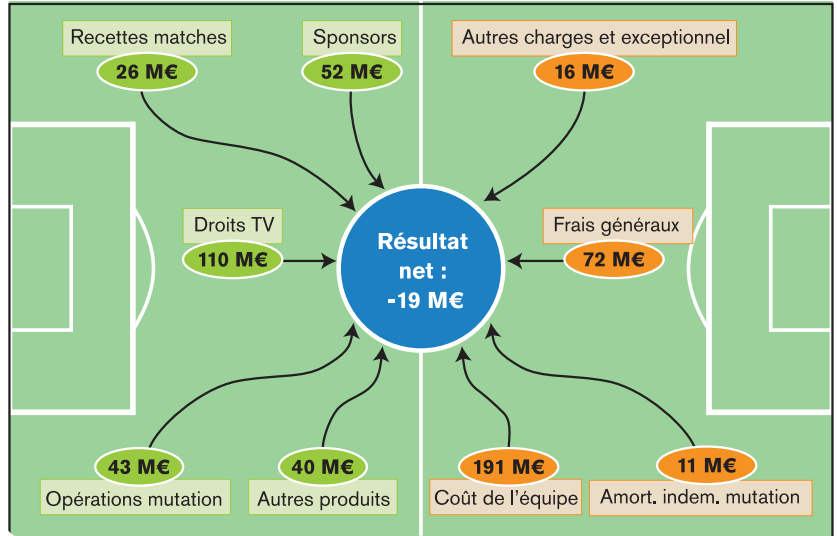 Recettes matches
26 M€
Sponsors
52 M€
Autres charges et exceptionnel
16 M€
Droits TV
110 M€
Résultat
net :
-19 M€
Frais généraux
72 M€
43 M€
Opérations mutation
40 M€
Autres produits
191 M€
Coût de l'équipe
11 M€
Amort. indem. mutation